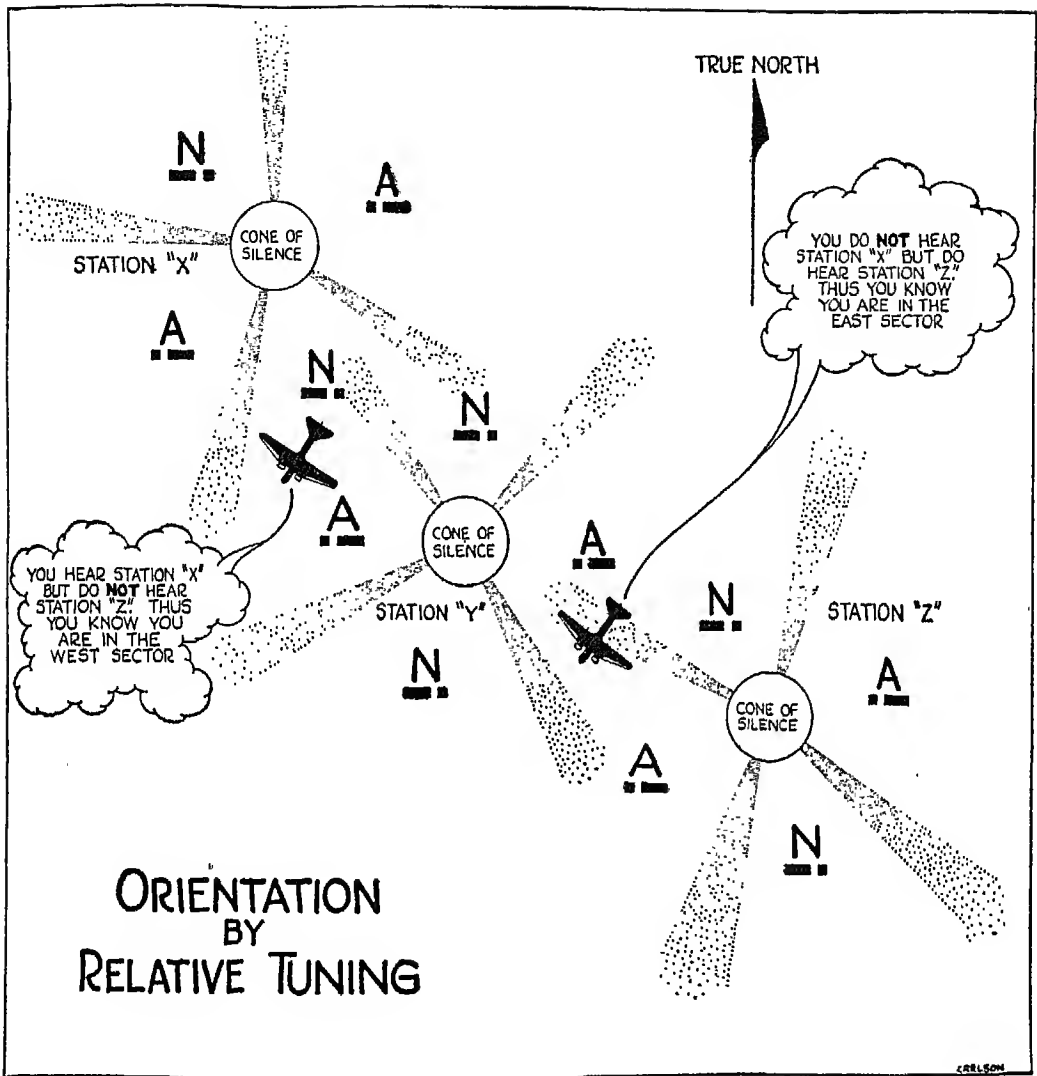 TRUE NORTH
N
A
CONE OF
SILENCE
STATION "X"
A
YOU DO NOT HEAR
STATION "X" BUT DO
HEAR STATION "Z."
THUS YOU KNOW
YOU ARE IN THE
EAST SECTOR
N
N
A
CONE OF
SILENCE
STATION "Y"
N
YOU HEAR STATION "X"
BUT DO NOT HEAR
STATION "Z." THUS
YOU KNOW YOU
ARE IN THE
WEST SECTOR
A
N
STATION "Z"
A
CONE OF
SILENCE
A
N
ORIENTATION
BY
RELATIVE TUNING
CARLSON